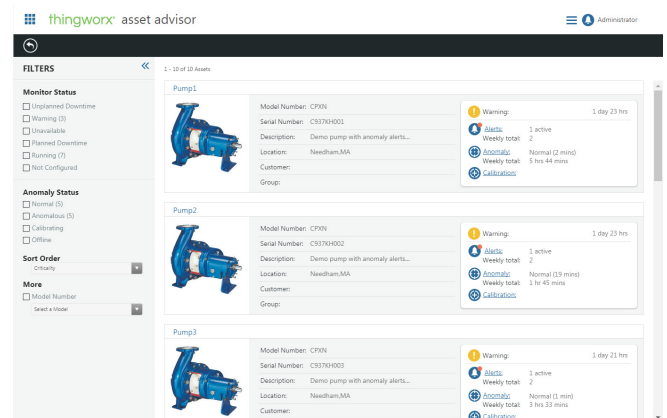 thingworx asset advisor
Administrator
FILTERS
Monitor Status
Unplanned Downtime
Warning (3)
Unavailable
Planned Downtime
Running (7)
Not Configured
Anomaly Status
Normal (5)
Anomalous (5)
Calibrating
Offline
Sort Order
Criticality
More
Model Number
Select a Model
1 - 10 of 10 Assets
Pump1
Model Number: CPXN
Serial Number: C937KH001
Description: Demo pump with anomaly alerts...
Location: Needham,MA
Customer:
Group:
Warning: 1 day 23 hrs
Alerts: 1 active
Weekly total: 2
Anomaly: Normal (2 mins)
Weekly total: 5 hrs 44 mins
Calibration:
Pump2
Model Number: CPXN
Serial Number: C937KH002
Description: Demo pump with anomaly alerts...
Location: Needham,MA
Customer:
Group:
Warning: 1 day 23 hrs
Alerts: 1 active
Weekly total: 2
Anomaly: Normal (19 mins)
Weekly total: 1 hr 45 mins
Calibration:
Pump3
Model Number: CPXN
Serial Number: C937KH003
Description: Demo pump with anomaly alerts...
Location: Needham,MA
Customer:
Warning: 1 day 21 hrs
Alerts: 1 active
Weekly total: 2
Anomaly: Normal (1 min)
Weekly total: 3 hrs 33 mins
Calibration: